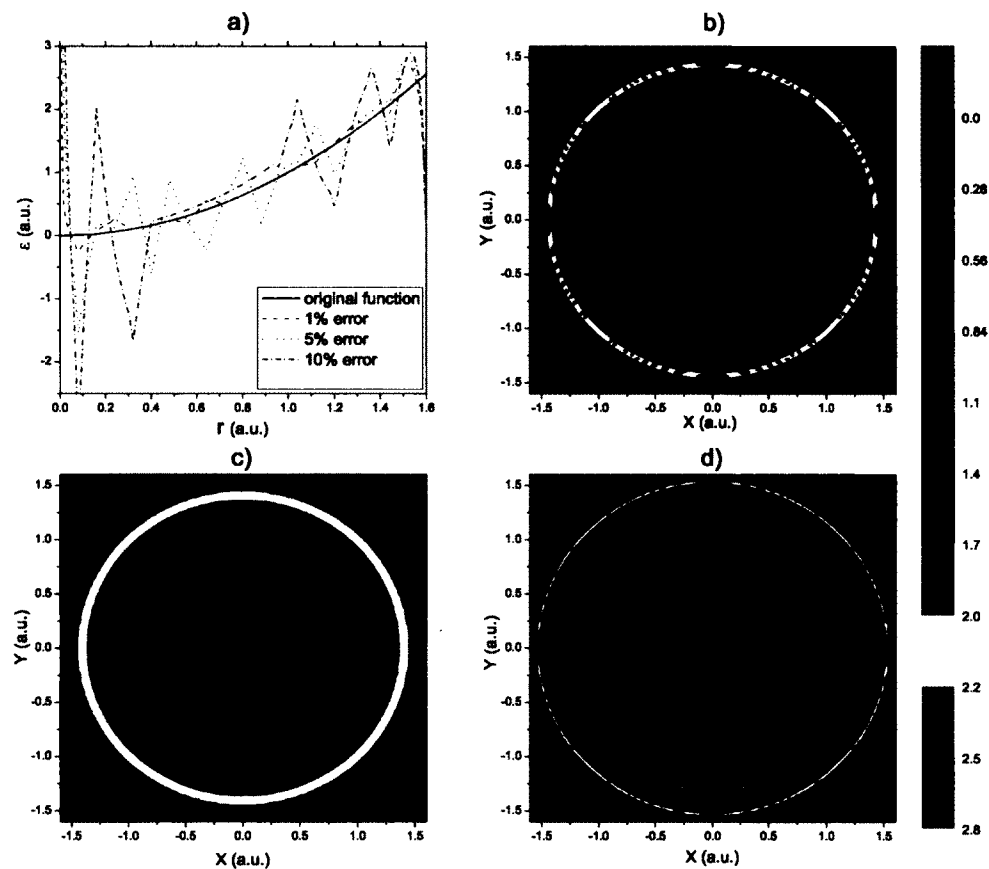 a)
3
2
1
0
-1
-2
ε (a.u.)
original function
1% error
5% error
10% error
0.0 0.2 0.4 0.6 0.8 1.0 1.2 1.4 1.6
r (a.u.)
b)
1.5
1.0
0.5
0.0
-0.5
-1.0
-1.5
Y (a.u.)
-1.5 -1.0 -0.5 0.0 0.5 1.0 1.5
X (a.u.)
0.0
0.28
0.56
0.84
1.1
1.4
1.7
2.0
2.2
2.5
2.8
c)
1.5
1.0
0.5
0.0
-0.5
-1.0
-1.5
Y (a.u.)
-1.5 -1.0 -0.5 0.0 0.5 1.0 1.5
X (a.u.)
d)
1.5
1.0
0.5
0.0
-0.5
-1.0
-1.5
Y (a.u.)
-1.5 -1.0 -0.5 0.0 0.5 1.0 1.5
X (a.u.)